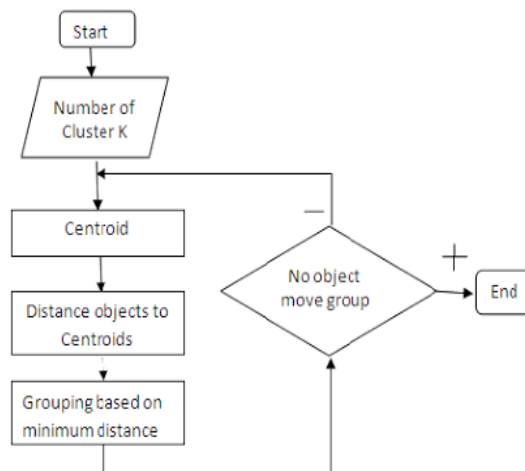 Start
Number of
Cluster K
Centroid
Distance objects to
Centroids
Grouping based on
minimum distance
−
No object
move group
+
End